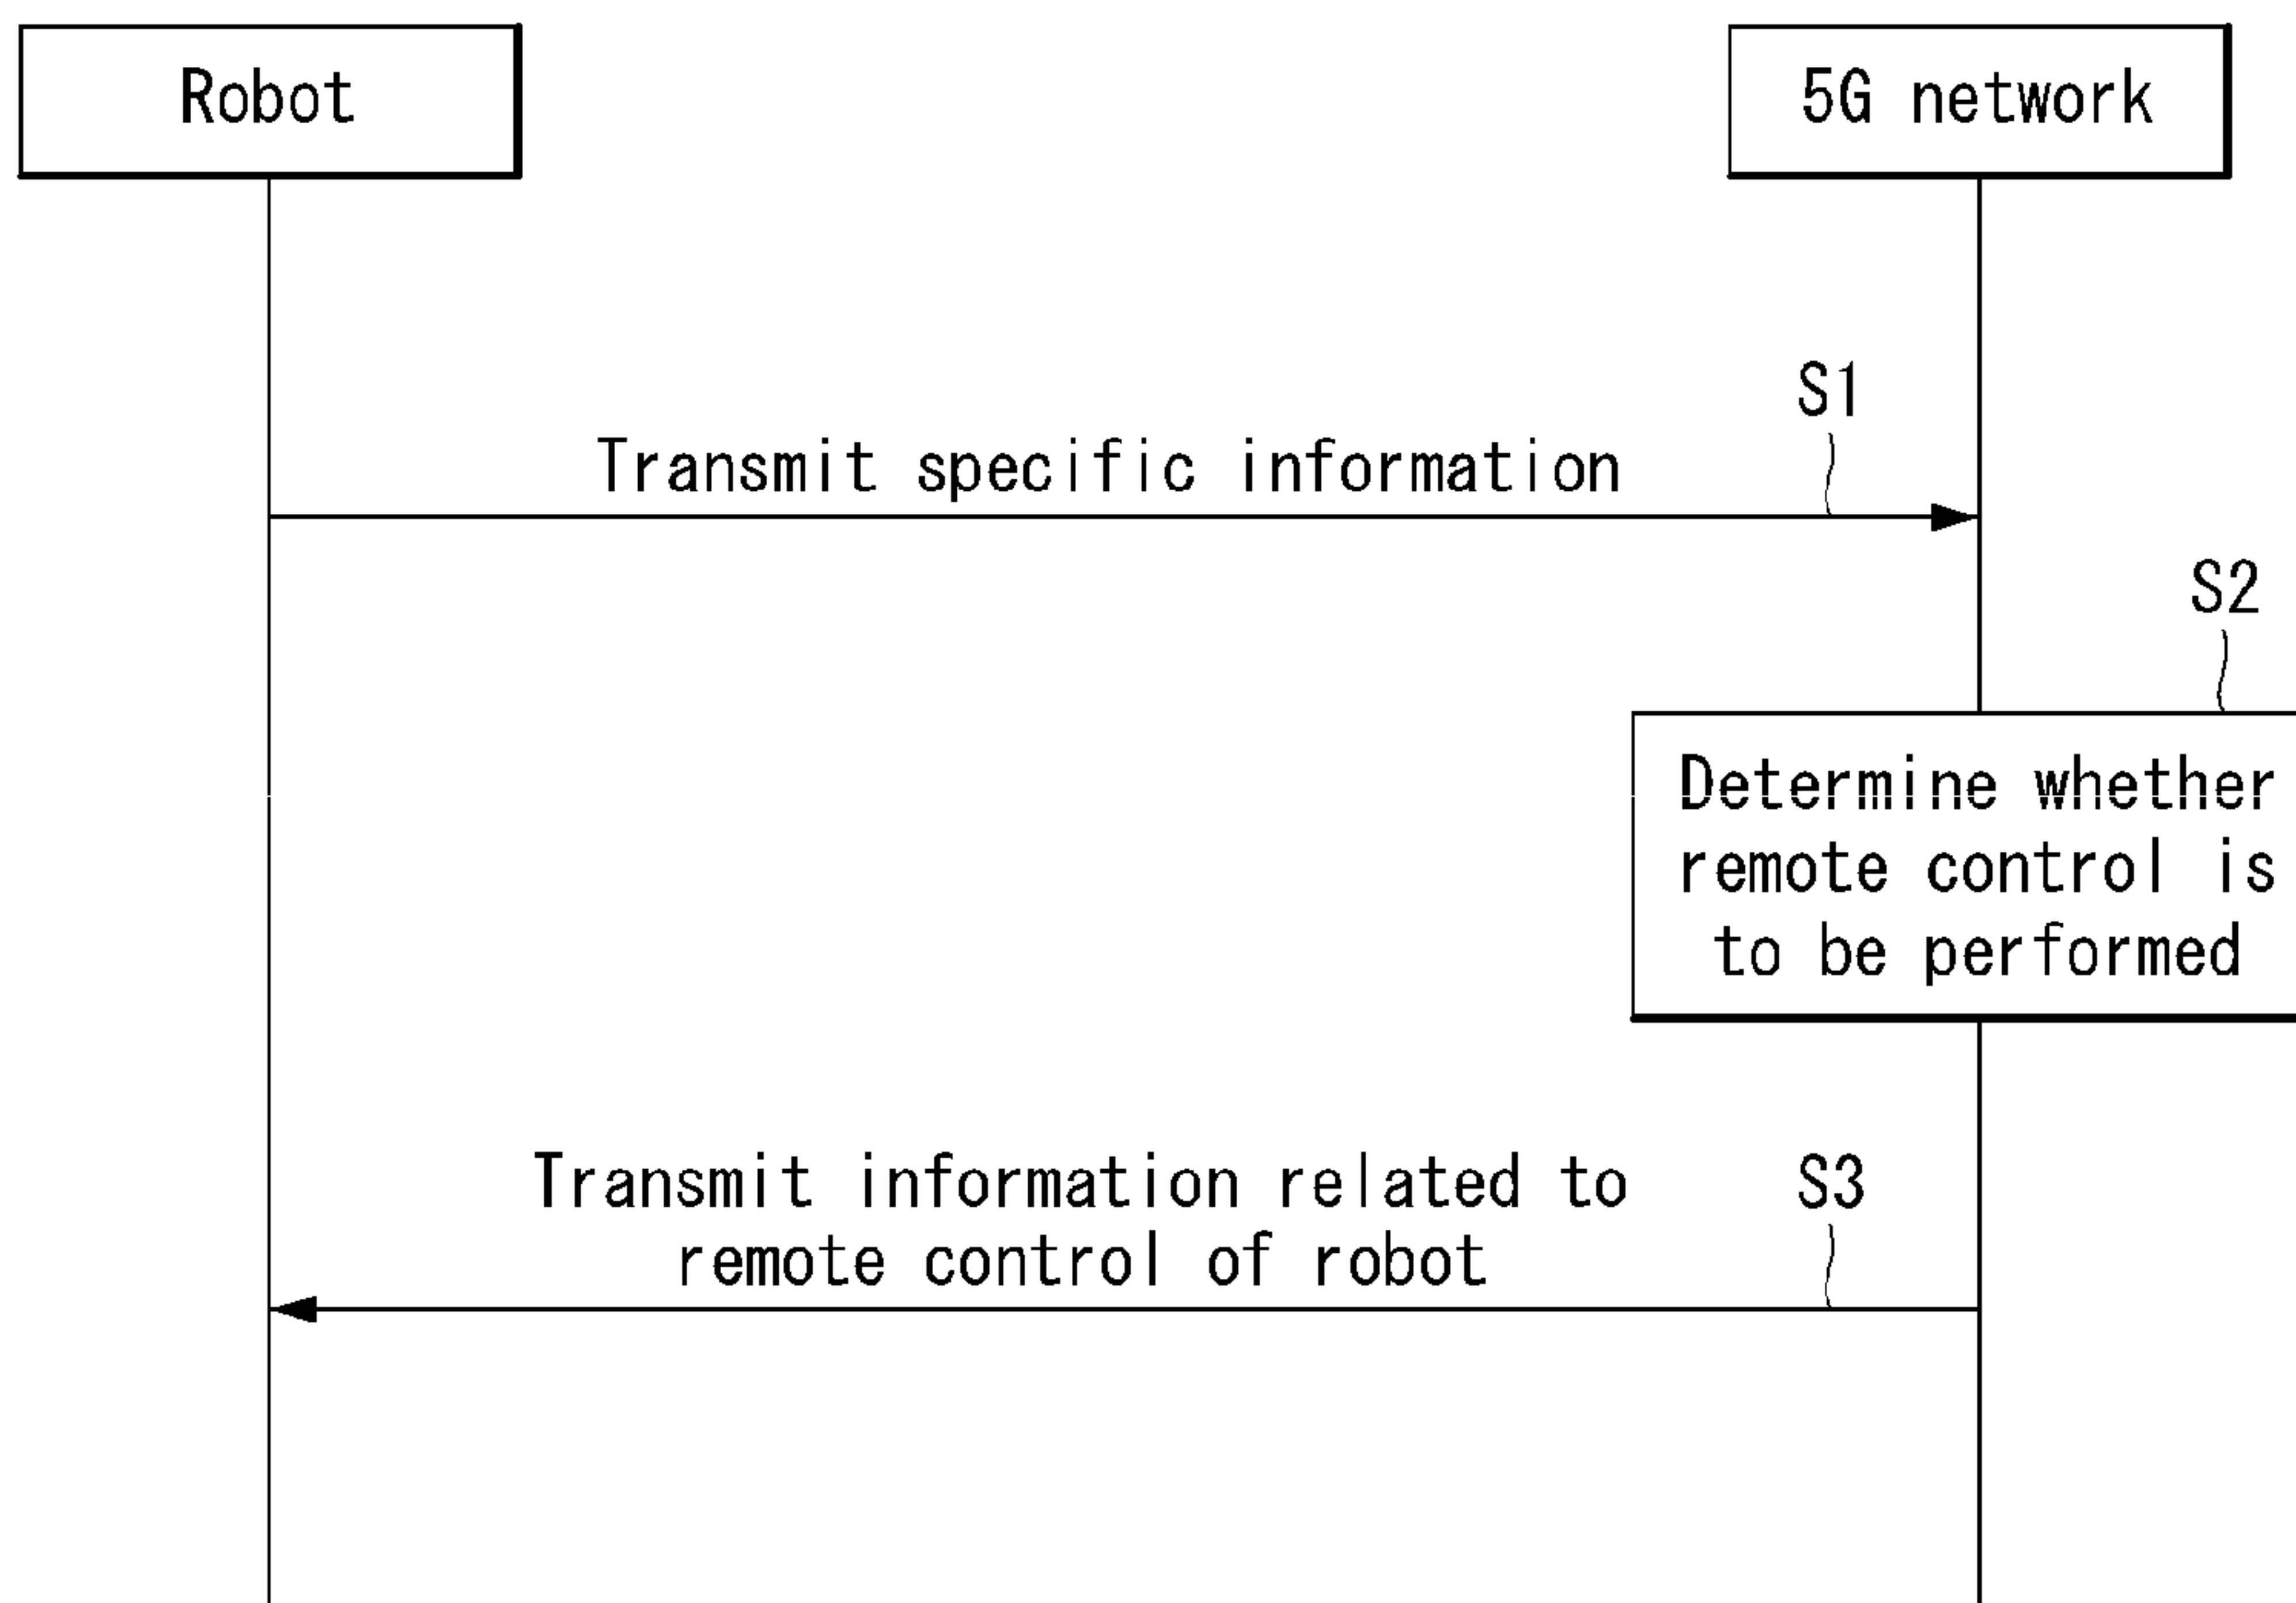 Robot
5G network
S1
Transmit specific information
S2
Determine whether
remote control is
to be performed
Transmit information related to
remote control of robot
S3